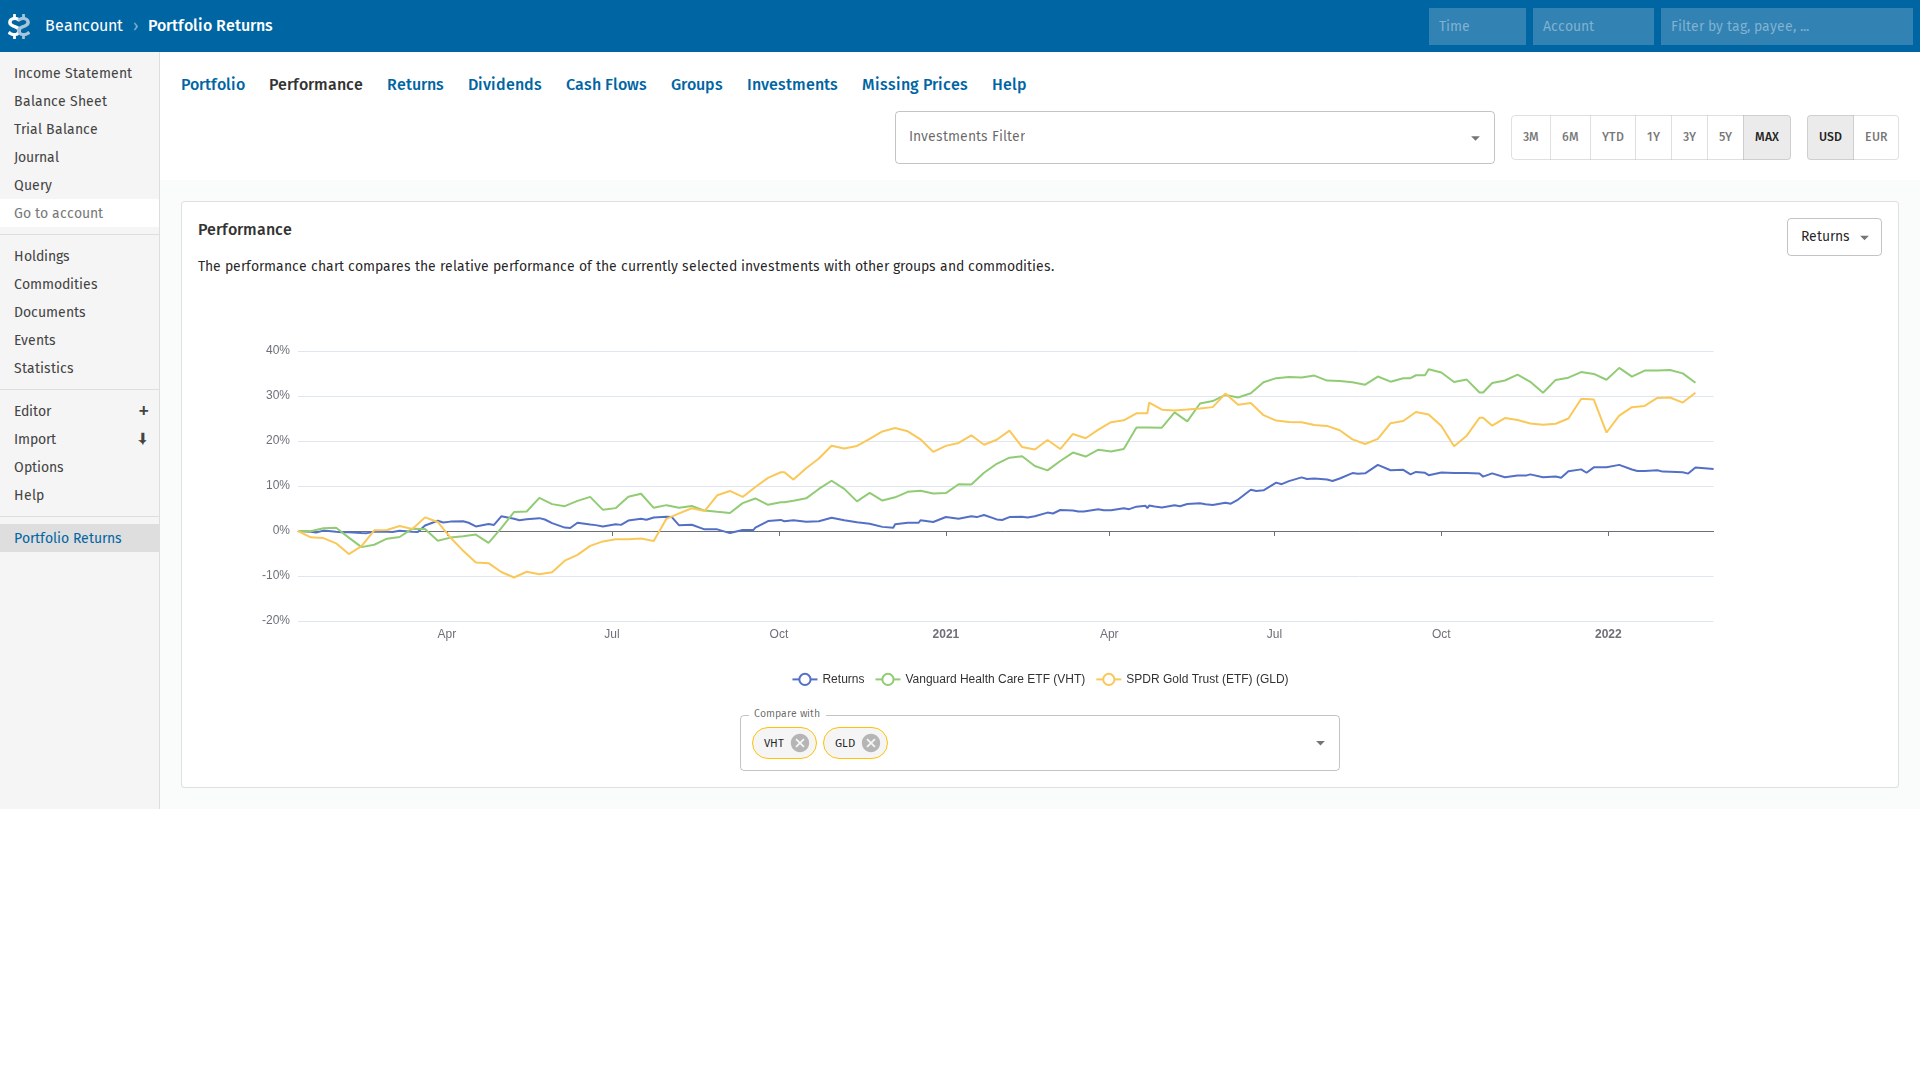 Beancount › Portfolio Returns
Time
Account
Filter by tag, payee, ...
Income Statement
Balance Sheet
Trial Balance
Journal
Query
Go to account
Holdings
Commodities
Documents
Events
Statistics
Editor +
Import
Options
Help
Portfolio Returns
Portfolio Performance Returns Dividends Cash Flows Groups Investments Missing Prices Help
Investments Filter
3M 6M YTD 1Y 3Y 5Y MAX
USD EUR
Performance
Returns
The performance chart compares the relative performance of the currently selected investments with other groups and commodities.
40%
30%
20%
10%
0%
-10%
-20%
Apr Jul Oct 2021 Apr Jul Oct 2022
Returns Vanguard Health Care ETF (VHT) SPDR Gold Trust (ETF) (GLD)
Compare with
VHT GLD